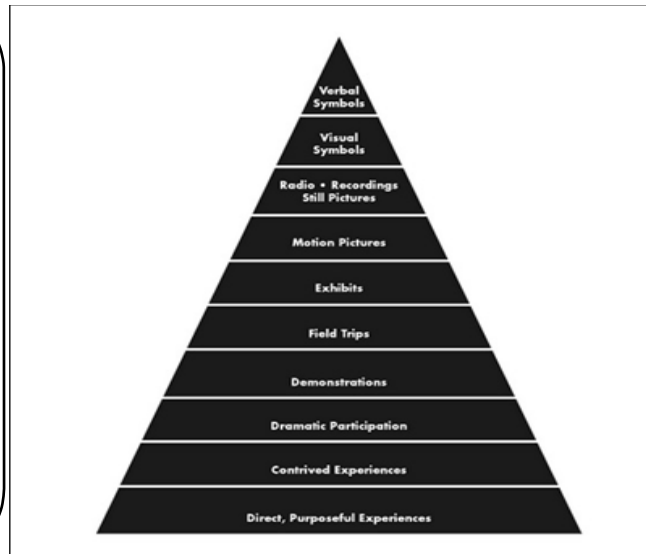 Verbal
Symbols
Visual
Symbols
Radio • Recordings
Still Pictures
Motion Pictures
Exhibits
Field Trips
Demonstrations
Dramatic Participation
Contrived Experiences
Direct, Purposeful Experiences